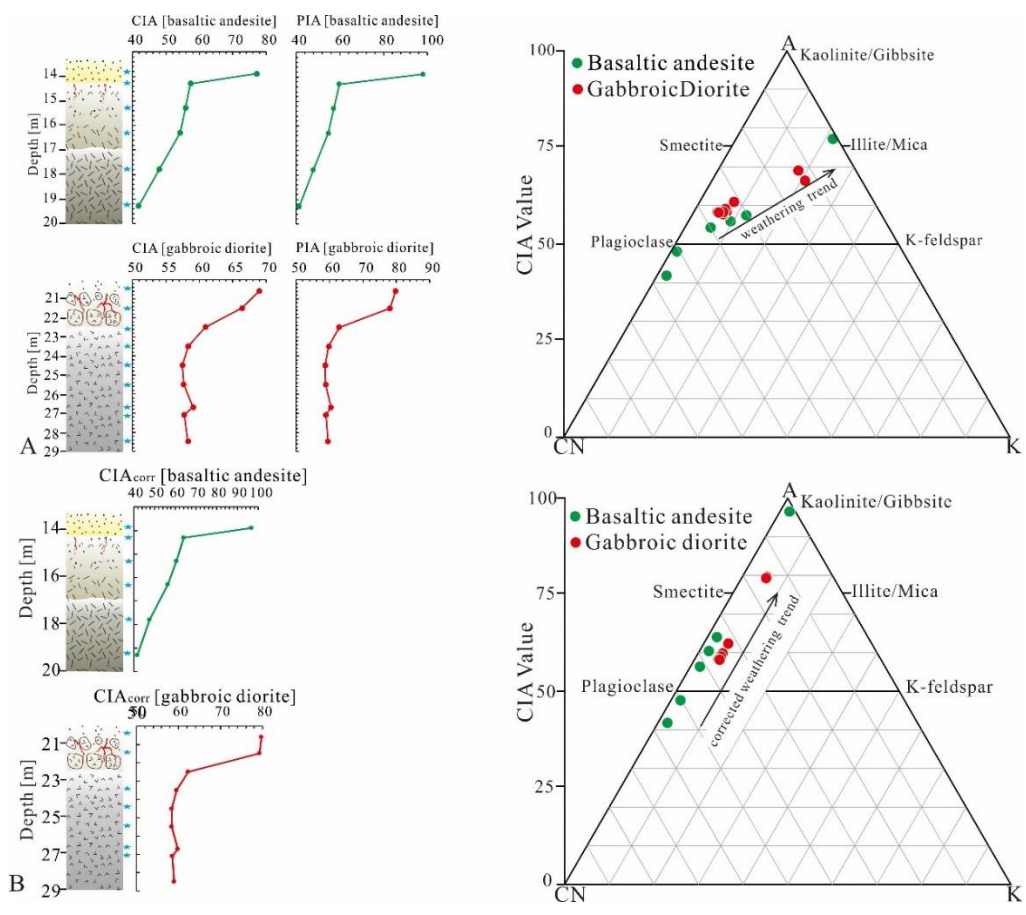 CIA [basaltic andesite] PIA [basaltic andesite]
40 50 60 70 80 40 60 80 100
14
15
16
17
18
19
20
Depth [m]
CIA [gabbroic diorite] PIA [gabbroic diorite]
50 55 60 65 70 50 60 70 80 90
21
22
23
24
25
26
27
28
29
Depth [m]
A
A
100
Kaolinite/Gibbsite
Basaltic andesite
GabbroicDiorite
Smectite
75
Illite/Mica
weathering trend
Plagioclase
50
K-feldspar
CIA Value
25
0
CN
K
CIAcorr [basaltic andesite]
40 50 60 70 80 90 100
14
16
18
20
Depth [m]
CIAcorr [gabbroic diorite]
50 60 70 80
21
23
25
27
29
Depth [m]
B
A
100
Kaolinite/Gibbsite
Basaltic andesite
Gabbroic diorite
Smectite
75
Illite/Mica
corrected weathering trend
Plagioclase
50
K-feldspar
CIA Value
25
0
CN
K